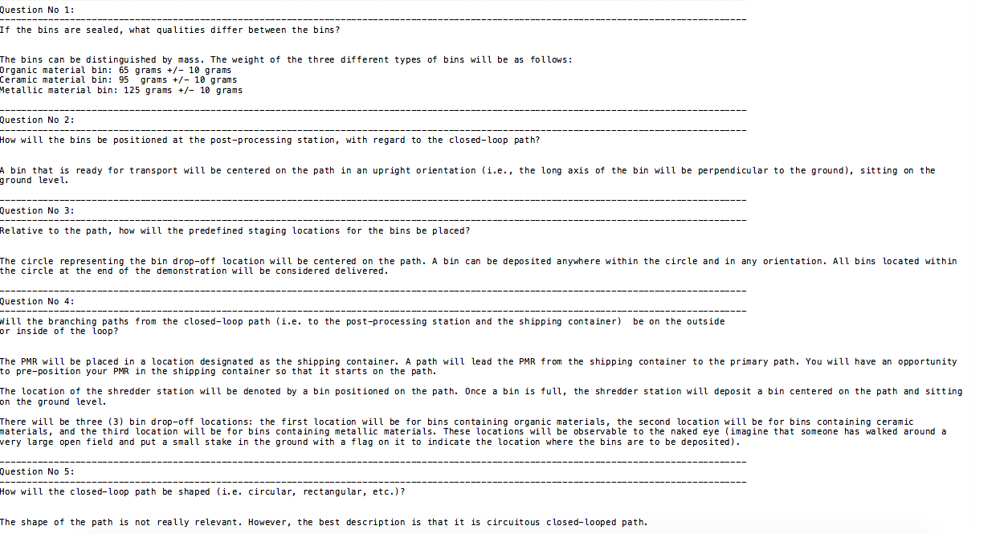 Question No 1:
If the bins are sealed, what qualities differ between the bins?
The bins can be distinguished by mass. The weight of the three different types of bins will be as follows:
Organic material bin: 65 grams +/- 10 grams
Ceramic material bin: 95  grams +/- 10 grams
Metallic material bin: 125 grams +/- 10 grams
Question No 2:
How will the bins be positioned at the post-processing station, with regard to the closed-loop path?
A bin that is ready for transport will be centered on the path in an upright orientation (i.e., the long axis of the bin will be perpendicular to the ground), sitting on the
ground level.
Question No 3:
Relative to the path, how will the predefined staging locations for the bins be placed?
The circle representing the bin drop-off location will be centered on the path. A bin can be deposited anywhere within the circle and in any orientation. All bins located within
the circle at the end of the demonstration will be considered delivered.
Question No 4:
Will the branching paths from the closed-loop path (i.e. to the post-processing station and the shipping container)  be on the outside
or inside of the loop?
The PMR will be placed in a location designated as the shipping container. A path will lead the PMR from the shipping container to the primary path. You will have an opportunity
to pre-position your PMR in the shipping container so that it starts on the path.
The location of the shredder station will be denoted by a bin positioned on the path. Once a bin is full, the shredder station will deposit a bin centered on the path and sitting
on the ground level.
There will be three (3) bin drop-off locations: the first location will be for bins containing organic materials, the second location will be for bins containing ceramic
materials, and the third location will be for bins containing metallic materials. These locations will be observable to the naked eye (imagine that someone has walked around a
very large open field and put a small stake in the ground with a flag on it to indicate the location where the bins are to be deposited).
Question No 5:
How will the closed-loop path be shaped (i.e. circular, rectangular, etc.)?
The shape of the path is not really relevant. However, the best description is that it is circuitous closed-looped path.